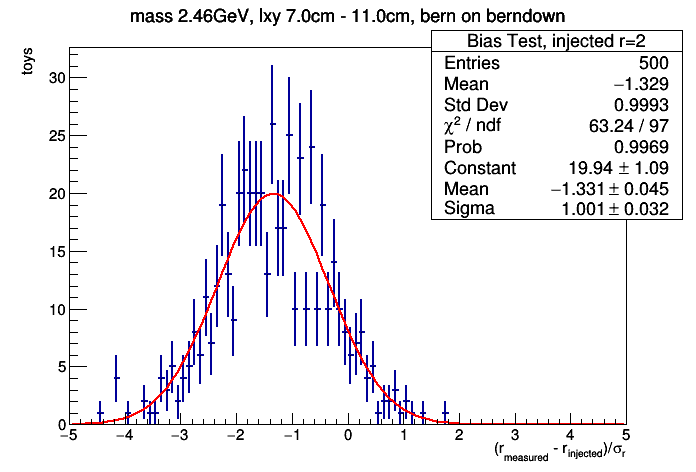 mass 2.46GeV, lxy 7.0cm - 11.0cm, bern on berndown
toys
Bias Test, injected r=2
Entries 500
Mean −1.329
Std Dev 0.9993
χ² / ndf 63.24 / 97
Prob 0.9969
Constant 19.94 ± 1.09
Mean −1.331 ± 0.045
Sigma 1.001 ± 0.032
30
25
20
15
10
5
0
−5 −4 −3 −2 −1 0 1 2 3 4 5
(r_measured - r_injected)/σ_r